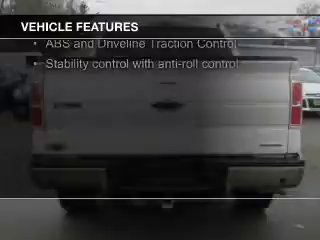 VEHICLE FEATURES
• ABS and Driveline Traction Control
• Stability control with anti-roll control